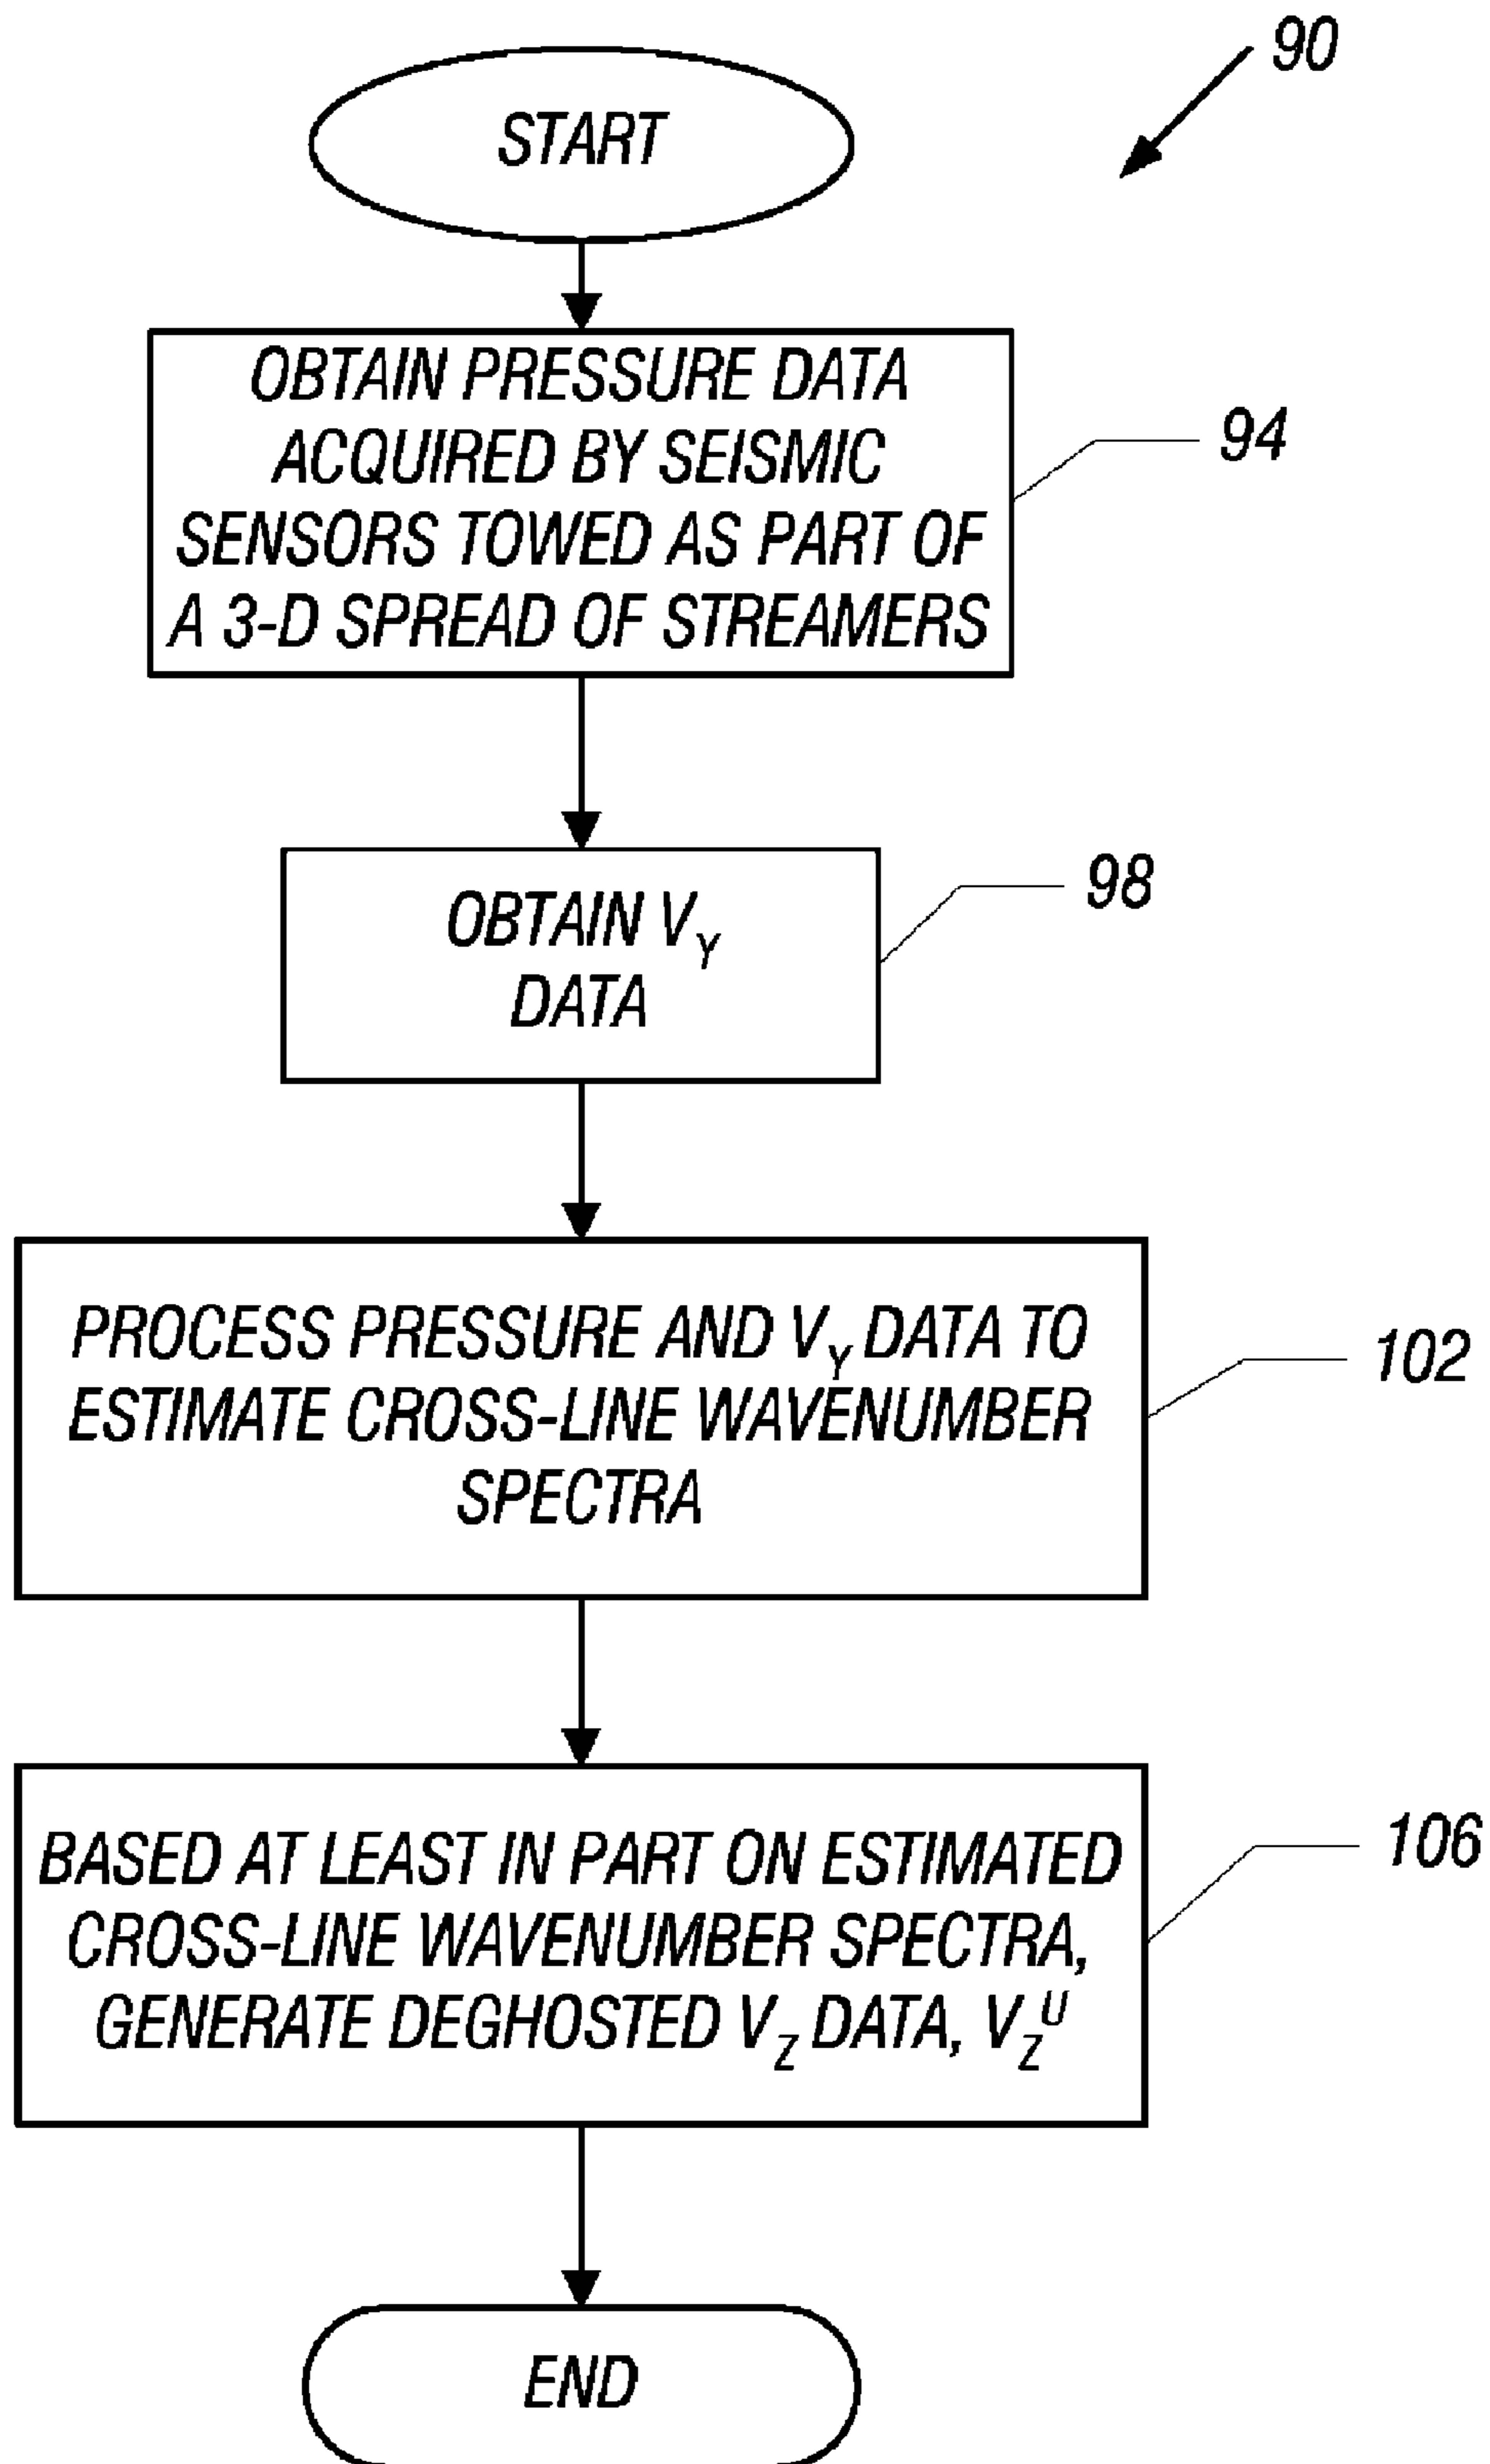 90
START
OBTAIN PRESSURE DATA
ACQUIRED BY SEISMIC
SENSORS TOWED AS PART OF
A 3-D SPREAD OF STREAMERS
94
OBTAIN V_Y
DATA
98
PROCESS PRESSURE AND V_Y DATA TO
ESTIMATE CROSS-LINE WAVENUMBER
SPECTRA
102
BASED AT LEAST IN PART ON ESTIMATED
CROSS-LINE WAVENUMBER SPECTRA,
GENERATE DEGHOSTED V_Z DATA, V_Z^U
106
END